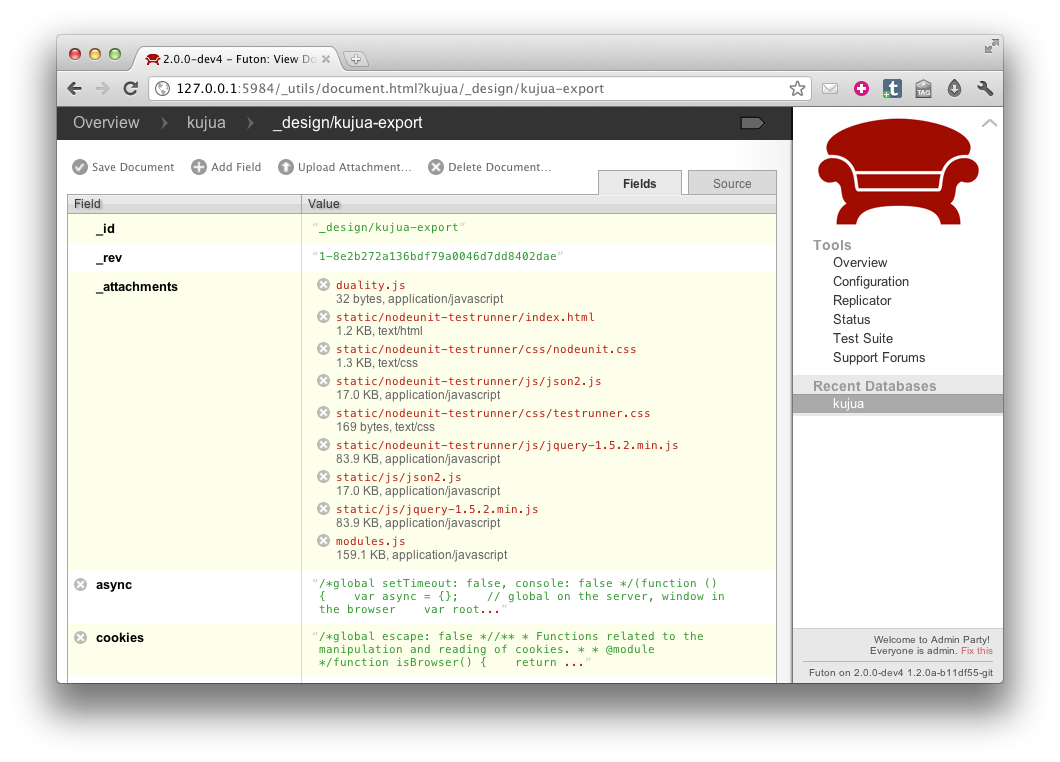 2.0.0-dev4 – Futon: View Do
127.0.0.1:5984/_utils/document.html?kujua/_design/kujua-export
TAG
Overview kujua _design/kujua-export
Save Document Add Field Upload Attachment... Delete Document...
Fields Source
Field Value
_id "_design/kujua-export"
_rev "1-8e2b272a136bdf79a0046d7dd8402dae"
_attachments
duality.js
32 bytes, application/javascript
static/nodeunit-testrunner/index.html
1.2 KB, text/html
static/nodeunit-testrunner/css/nodeunit.css
1.3 KB, text/css
static/nodeunit-testrunner/js/json2.js
17.0 KB, application/javascript
static/nodeunit-testrunner/css/testrunner.css
169 bytes, text/css
static/nodeunit-testrunner/js/jquery-1.5.2.min.js
83.9 KB, application/javascript
static/js/json2.js
17.0 KB, application/javascript
static/js/jquery-1.5.2.min.js
83.9 KB, application/javascript
modules.js
159.1 KB, application/javascript
async
"/*global setTimeout: false, console: false */(function ()
{    var async = {};    // global on the server, window in
the browser    var root..."
cookies
"/*global escape: false *//** * Functions related to the
manipulation and reading of cookies. * * @module
*/function isBrowser() {    return ..."
Tools
Overview
Configuration
Replicator
Status
Test Suite
Support Forums
Recent Databases
kujua
Welcome to Admin Party!
Everyone is admin. Fix this
Futon on 2.0.0-dev4 1.2.0a-b11df55-git